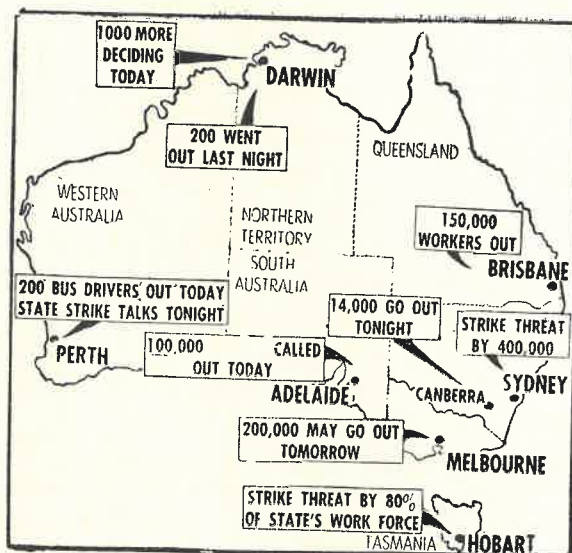 1000 MORE
DECIDING
TODAY
DARWIN
200 WENT
OUT LAST NIGHT
QUEENSLAND
WESTERN
AUSTRALIA
NORTHERN
TERRITORY
SOUTH
AUSTRALIA
150,000
WORKERS OUT
BRISBANE
200 BUS DRIVERS OUT TODAY
STATE STRIKE TALKS TONIGHT
PERTH
14,000 GO OUT
TONIGHT
STRIKE THREAT
BY 400,000
100,000 CALLED
OUT TODAY
ADELAIDE
CANBERRA
SYDNEY
200,000 MAY GO OUT
TOMORROW
MELBOURNE
STRIKE THREAT BY 80%
OF STATE'S WORK FORCE
TASMANIA
HOBART